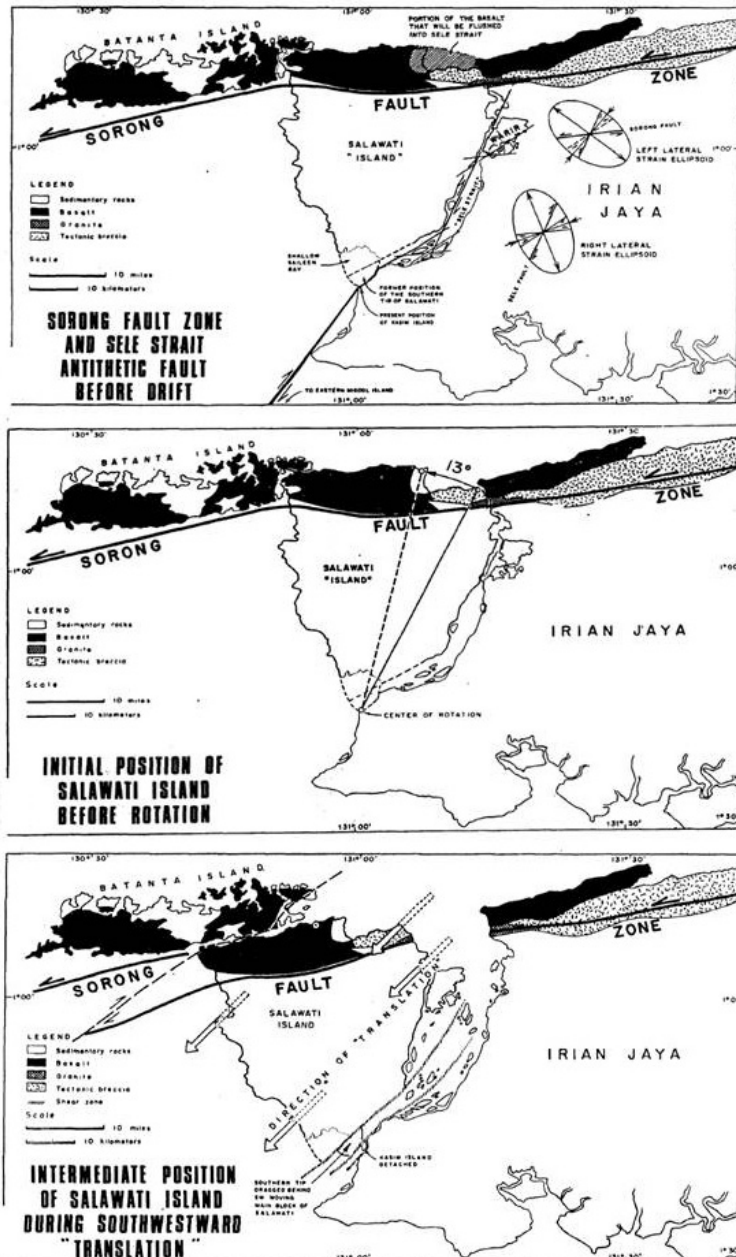 130° 30'
131° 00'
131° 30'
BATANTA ISLAND
PORTION OF THE BASALT
THAT WILL BE FLUSHED
INTO SELE STRAIT
ZONE
FAULT
SORONG
1° 00'
SALAWATI
"ISLAND"
"SELE STRAIT"
SORONG FAULT
LEFT LATERAL
STRAIN ELLIPSOID
1° 00'
IRIAN
JAYA
RIGHT LATERAL
STRAIN ELLIPSOID
SELE FAULT
LEGEND
Sedimentary rocks
Basalt
Granite
Tectonic breccia
Scale
10 miles
10 kilometers
SHALLOW
SAILEEN
BAY
FORMER POSITION
OF THE SOUTHERN
TIP OF SALAWATI
PRESENT POSITION
OF KASIM ISLAND
SORONG FAULT ZONE
AND SELE STRAIT
ANTITHETIC FAULT
BEFORE DRIFT
TO EASTERN MISOOL ISLAND
131° 00'
131° 30'
1° 30'
130° 30'
131° 00'
131° 30'
BATANTA ISLAND
13°
ZONE
FAULT
SORONG
1° 00'
1° 00'
SALAWATI
"ISLAND"
IRIAN JAYA
LEGEND
Sedimentary rocks
Basalt
Granite
Tectonic breccia
Scale
10 miles
10 kilometers
CENTER OF ROTATION
INITIAL POSITION OF
SALAWATI ISLAND
BEFORE ROTATION
131° 00'
131° 30'
1° 30'
130° 30'
131° 00'
131° 30'
BATANTA ISLAND
ZONE
SORONG
FAULT
1° 00'
SALAWATI
ISLAND
DIRECTION OF "TRANSLATION"
IRIAN JAYA
LEGEND
Sedimentary rocks
Basalt
Granite
Tectonic breccia
Shear zone
Scale
10 miles
10 kilometers
KASIM ISLAND
DETACHED
SOUTHERN TIP
DRAGGED BEHIND
SW MOVING
MAIN BLOCK OF
SALAWATI
INTERMEDIATE POSITION
OF SALAWATI ISLAND
DURING SOUTHWESTWARD
"TRANSLATION"
131° 00'
1° 30'